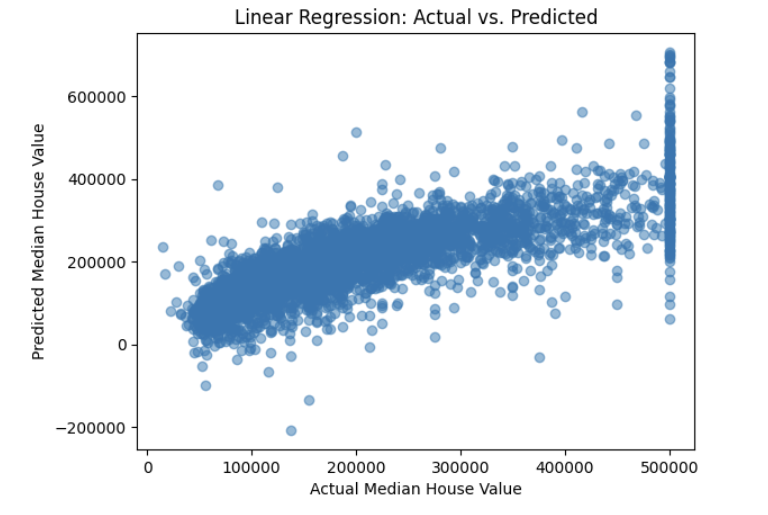 Linear Regression: Actual vs. Predicted
Predicted Median House Value
600000
400000
200000
0
−200000
0 100000 200000 300000 400000 500000
Actual Median House Value